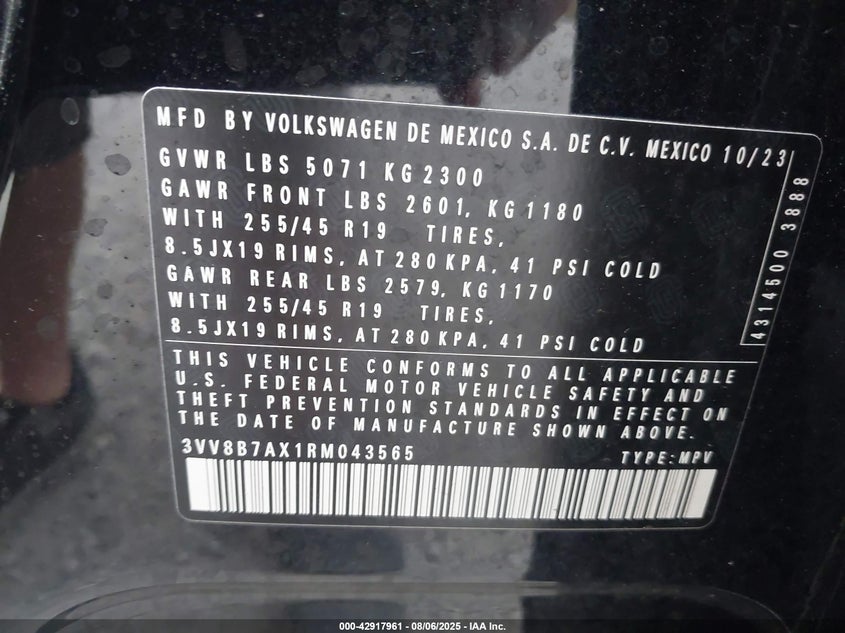 MFD BY VOLKSWAGEN DE MEXICO S.A. DE C.V. MEXICO 10/23
GVWR LBS 5071 KG 2300
GAWR FRONT LBS 2601, KG 1180
WITH 255/45 R19 TIRES,
8.5JX19 RIMS, AT 280 KPA, 41 PSI COLD
GAWR REAR LBS 2579, KG 1170
WITH 255/45 R19 TIRES,
8.5JX19 RIMS, AT 280 KPA, 41 PSI COLD
4314500 3888
THIS VEHICLE CONFORMS TO ALL APPLICABLE
U.S. FEDERAL MOTOR VEHICLE SAFETY AND
THEFT PREVENTION STANDARDS IN EFFECT ON
THE DATE OF MANUFACTURE SHOWN ABOVE.
3VV8B7AX1RM043565 TYPE:MPV
000-42917961 - 08/06/2025 - IAA Inc.